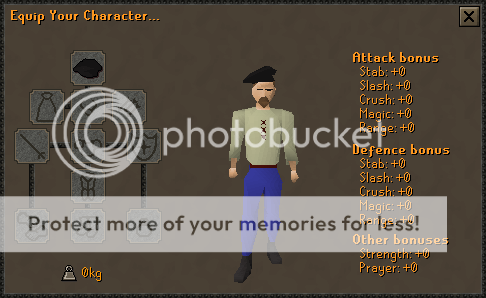 Equip Your Character...
Attack bonus
Stab: +0
Slash: +0
Crush: +0
Magic: +0
Range: +0
photobucket
Defence bonus
Stab: +0
Slash: +0
Crush: +0
Magic: +0
Range: +0
Protect more of your memories for less!
Other bonuses
Strength: +0
Prayer: +0
0kg